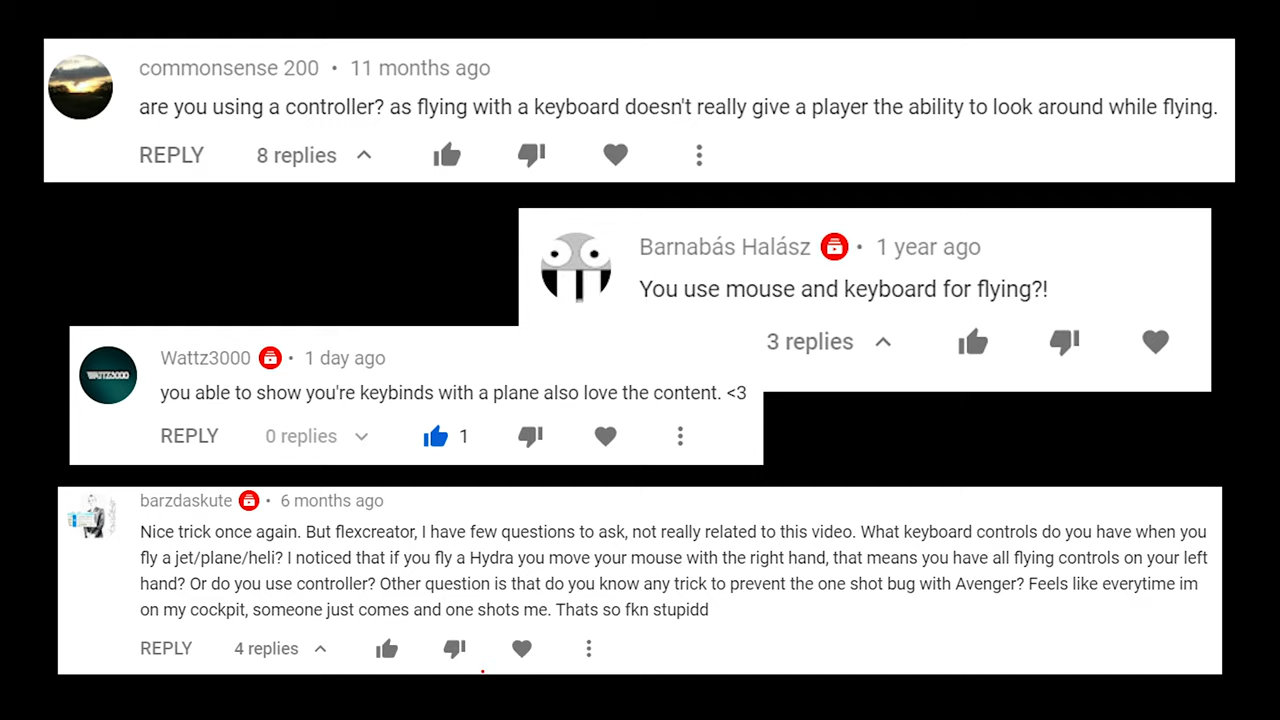 commonsense 200 • 11 months ago
are you using a controller? as flying with a keyboard doesn't really give a player the ability to look around while flying.
REPLY 8 replies
Barnabás Halász • 1 year ago
You use mouse and keyboard for flying?!
3 replies
WATTZ3000
Wattz3000 • 1 day ago
you able to show you're keybinds with a plane also love the content. <3
REPLY 0 replies 1
barzdaskute • 6 months ago
Nice trick once again. But flexcreator, I have few questions to ask, not really related to this video. What keyboard controls do you have when you
fly a jet/plane/heli? I noticed that if you fly a Hydra you move your mouse with the right hand, that means you have all flying controls on your left
hand? Or do you use controller? Other question is that do you know any trick to prevent the one shot bug with Avenger? Feels like everytime im
on my cockpit, someone just comes and one shots me. Thats so fkn stupidd
REPLY 4 replies